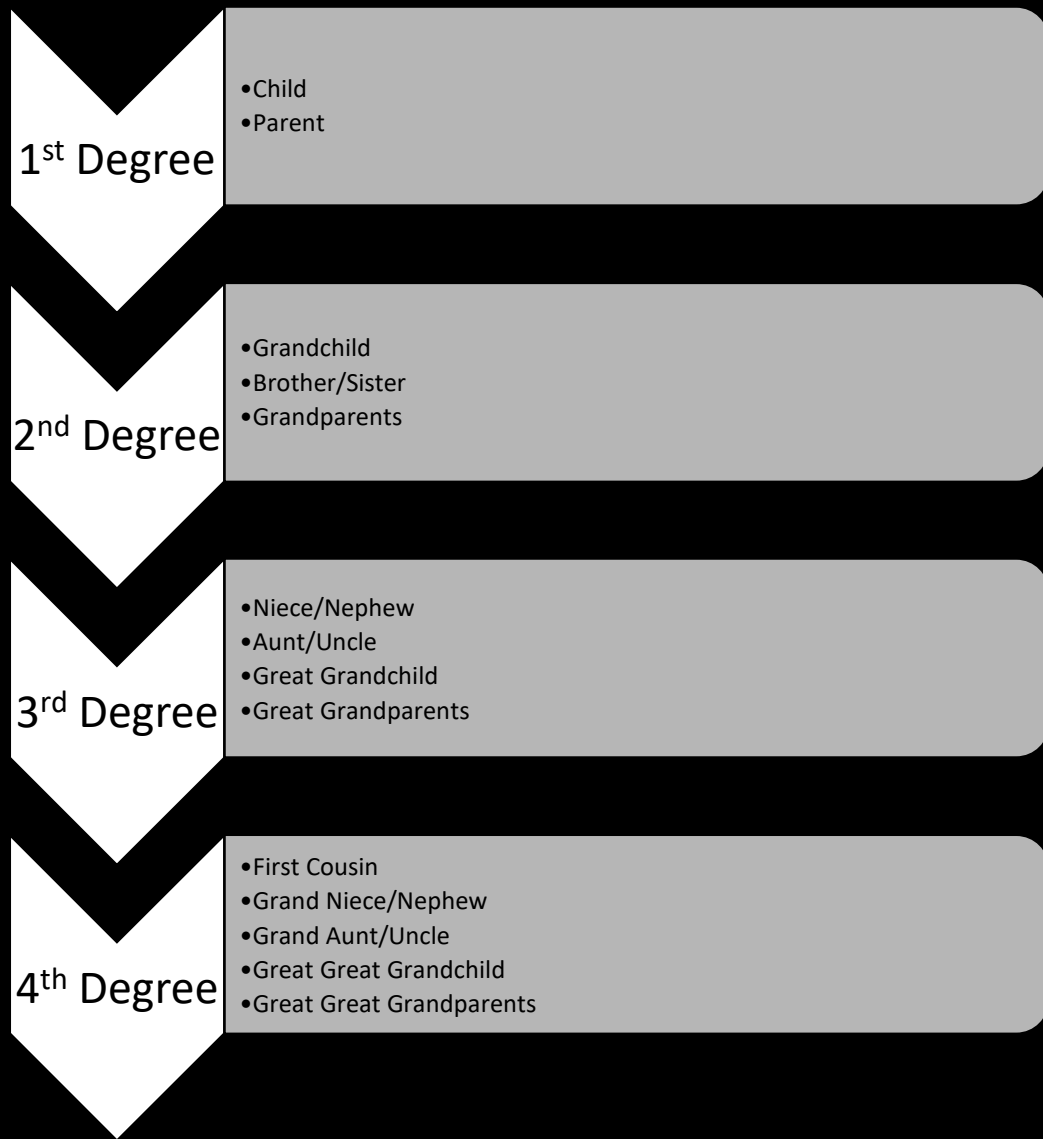 1st Degree
•Child
•Parent
2nd Degree
•Grandchild
•Brother/Sister
•Grandparents
3rd Degree
•Niece/Nephew
•Aunt/Uncle
•Great Grandchild
•Great Grandparents
4th Degree
•First Cousin
•Grand Niece/Nephew
•Grand Aunt/Uncle
•Great Great Grandchild
•Great Great Grandparents